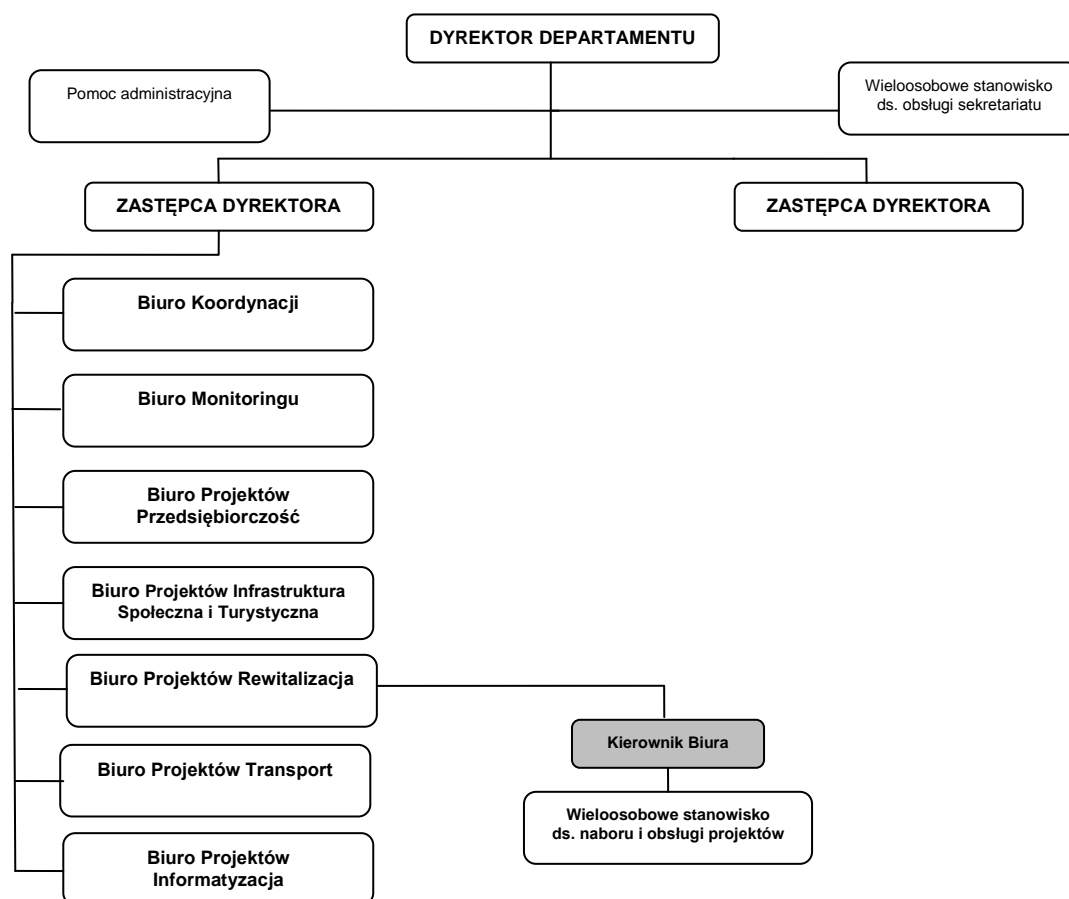 DYREKTOR DEPARTAMENTU
Pomoc administracyjna
Wieloosobowe stanowisko
ds. obsługi sekretariatu
ZASTĘPCA DYREKTORA
ZASTĘPCA DYREKTORA
Biuro Koordynacji
Biuro Monitoringu
Biuro Projektów
Przedsiębiorczość
Biuro Projektów Infrastruktura
Społeczna i Turystyczna
Biuro Projektów Rewitalizacja
Kierownik Biura
Biuro Projektów Transport
Wieloosobowe stanowisko
ds. naboru i obsługi projektów
Biuro Projektów
Informatyzacja